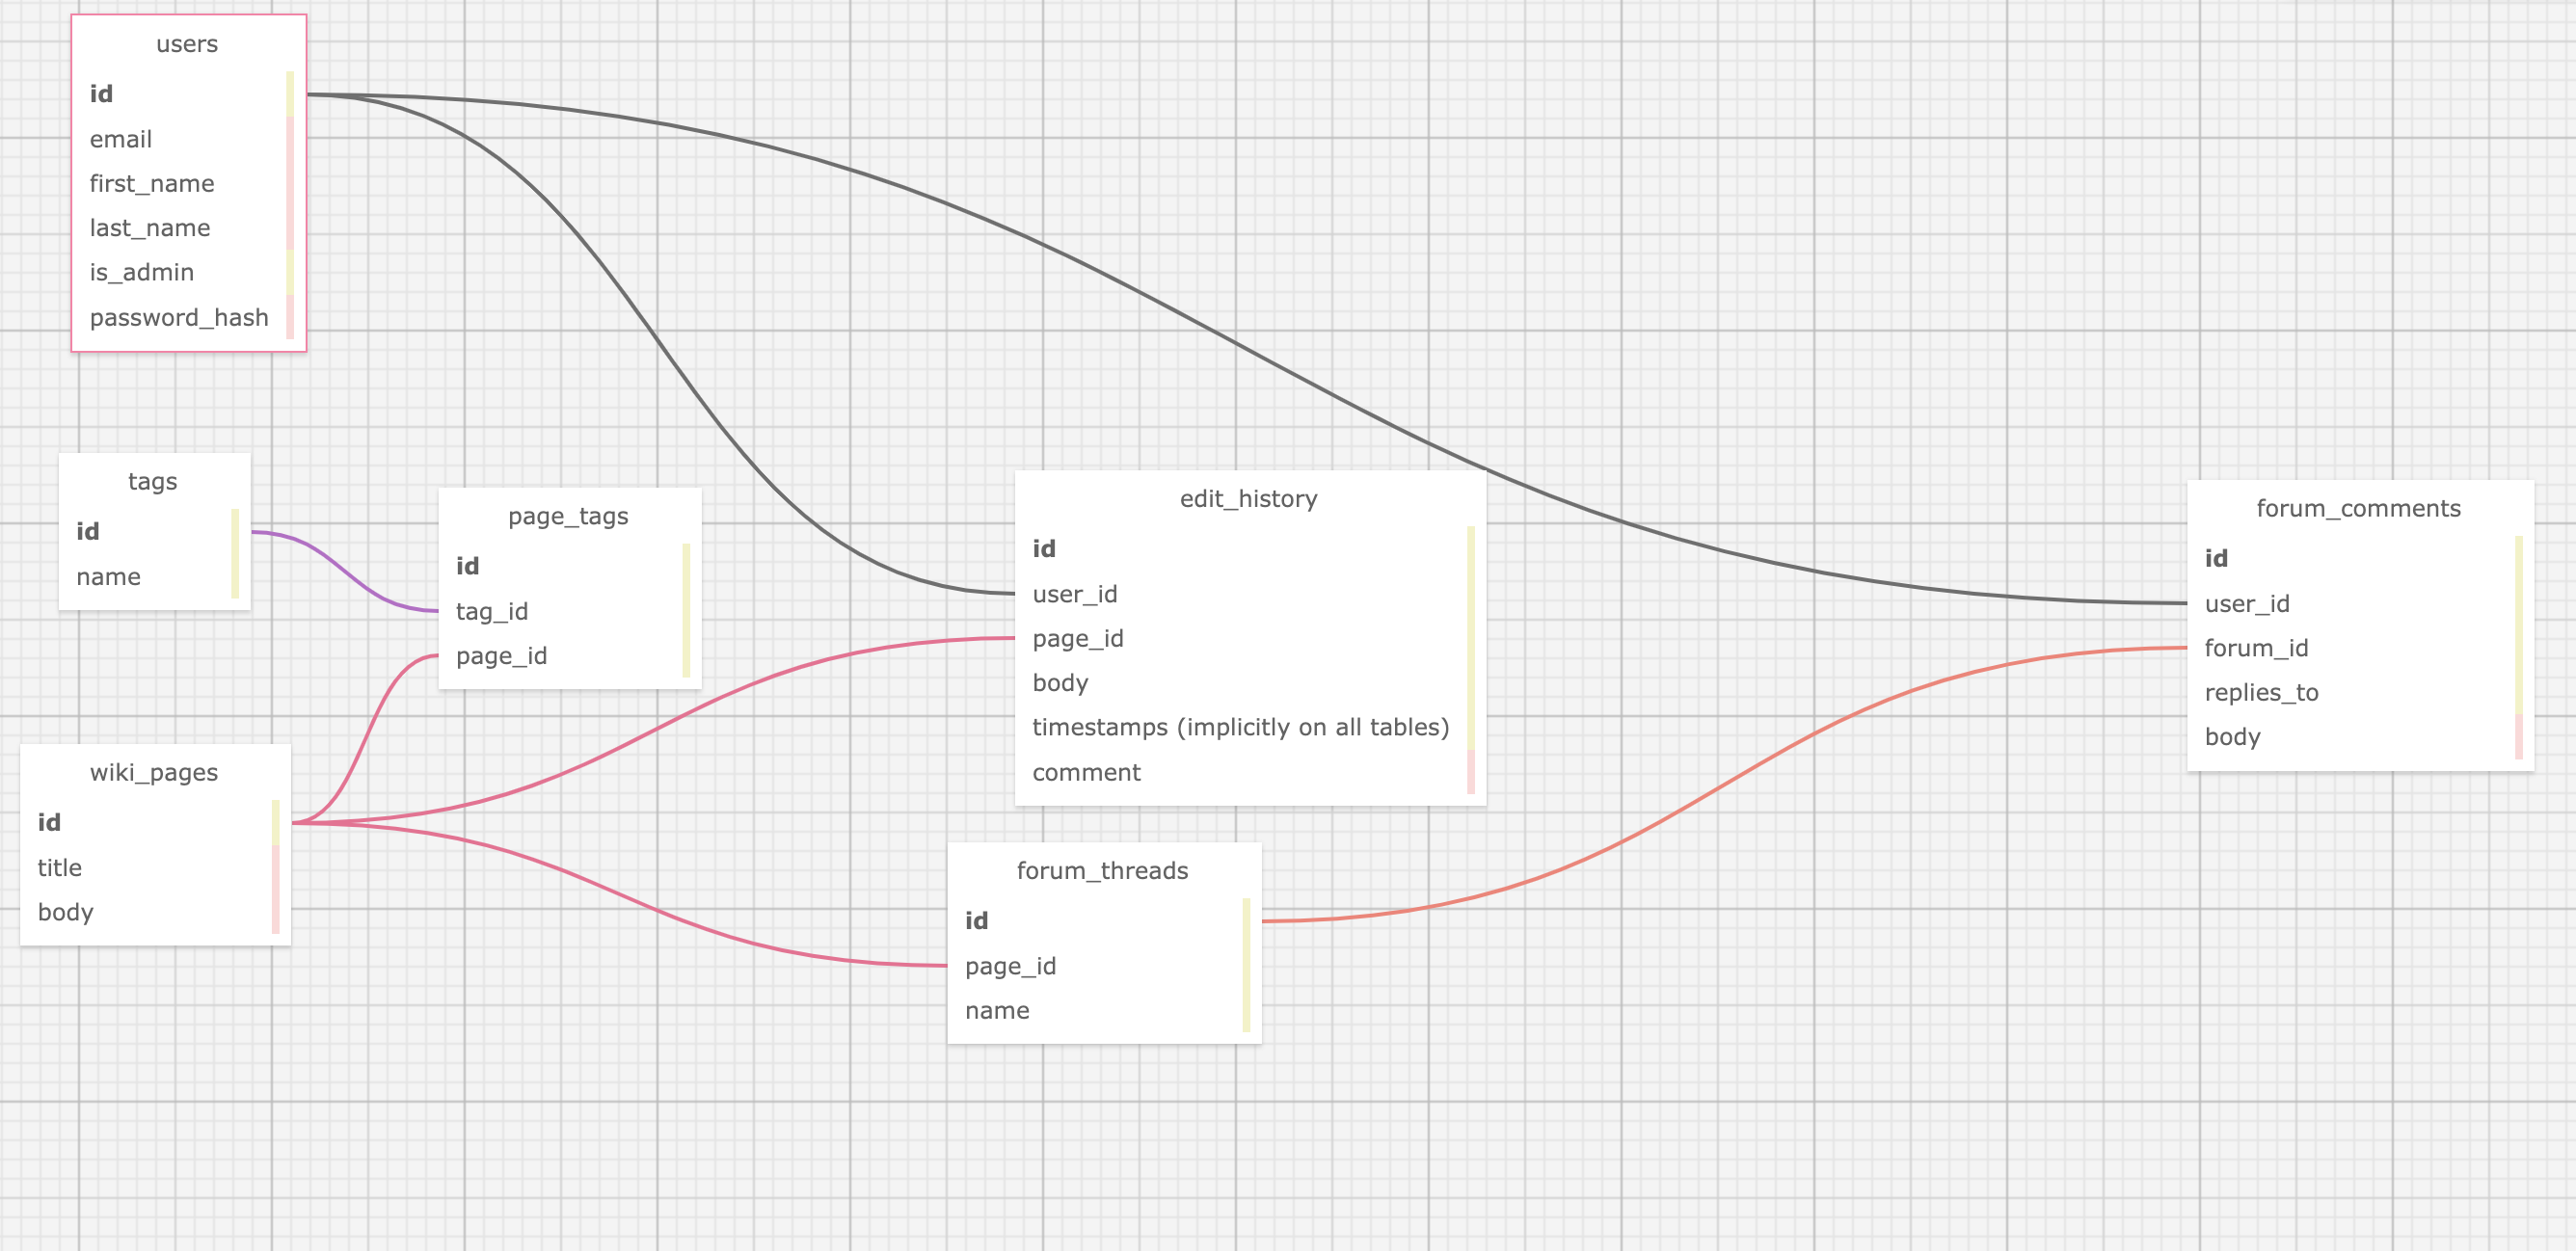 users
id
email
first_name
last_name
is_admin
password_hash
tags
id
name
page_tags
id
tag_id
page_id
wiki_pages
id
title
body
edit_history
id
user_id
page_id
body
timestamps (implicitly on all tables)
comment
forum_threads
id
page_id
name
forum_comments
id
user_id
forum_id
replies_to
body